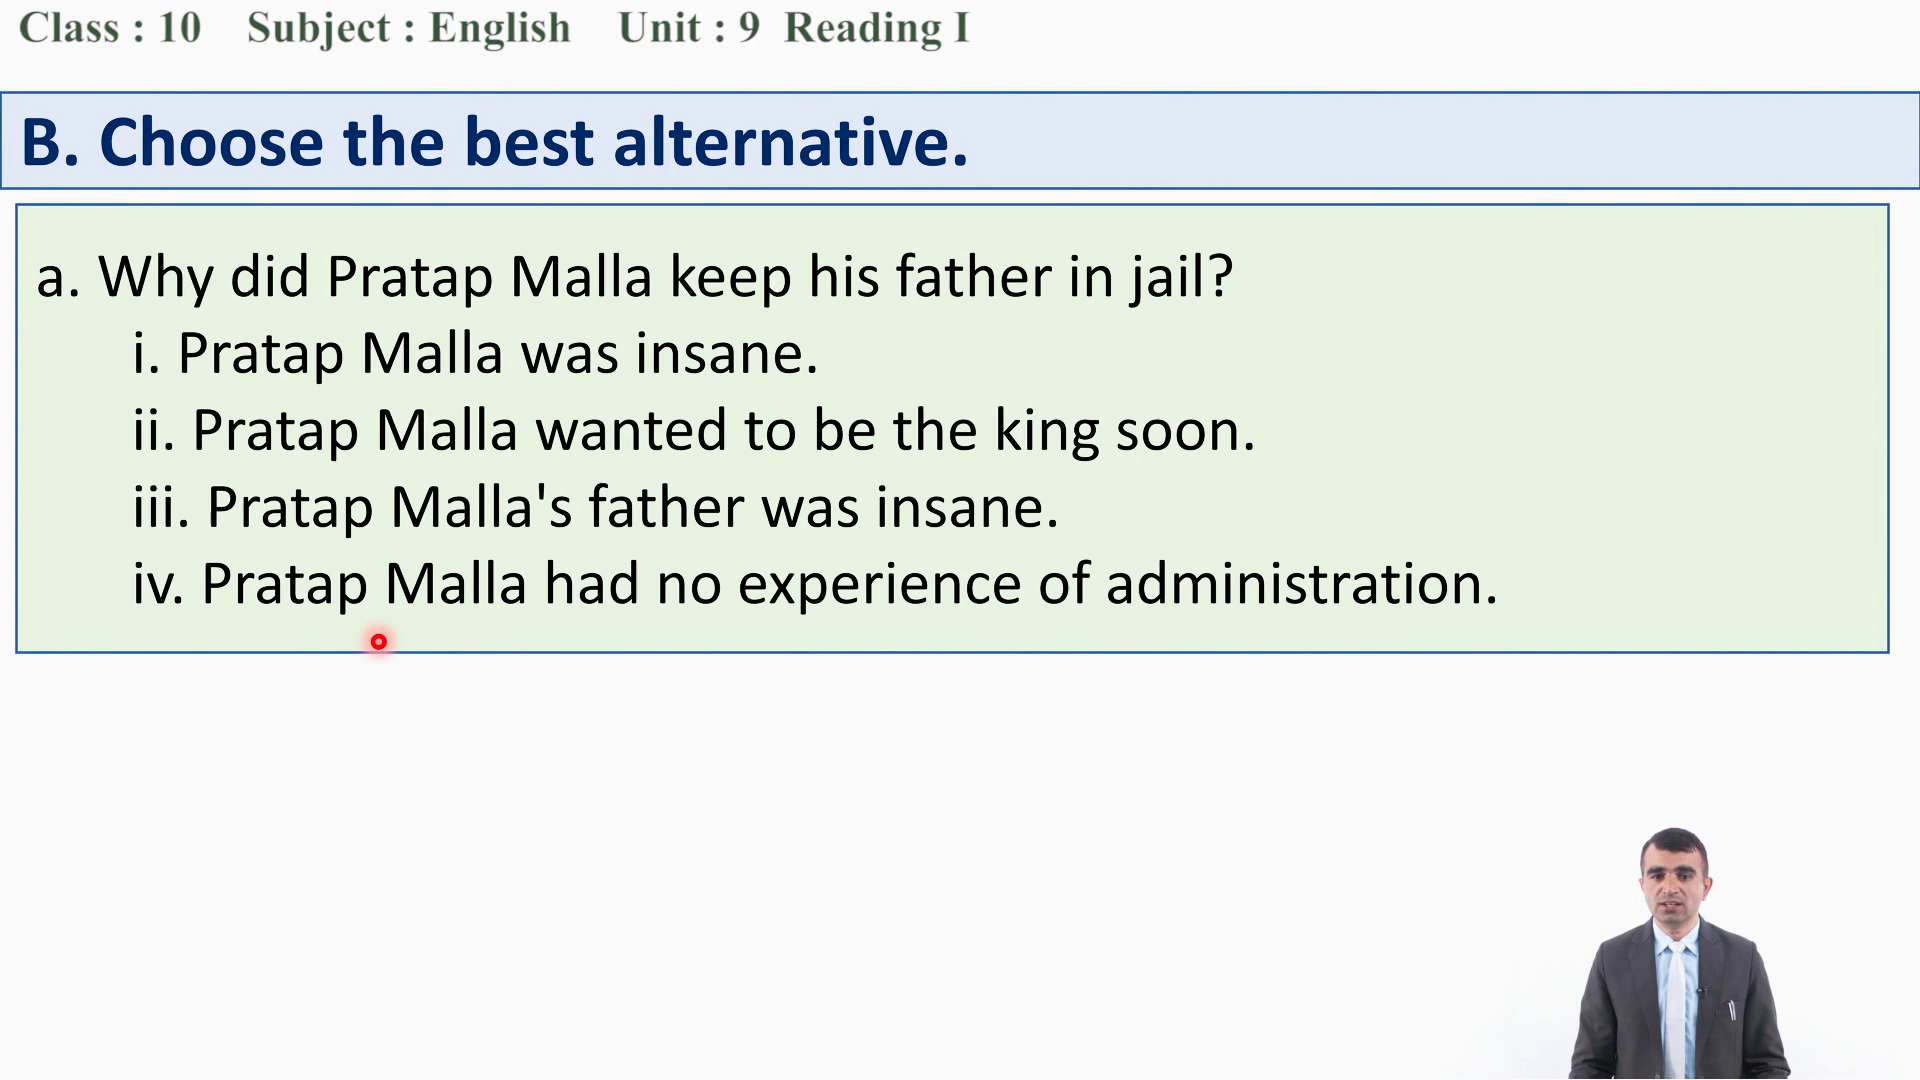 Class : 10 Subject : English Unit : 9 Reading I
B. Choose the best alternative.
a. Why did Pratap Malla keep his father in jail?
i. Pratap Malla was insane.
ii. Pratap Malla wanted to be the king soon.
iii. Pratap Malla's father was insane.
iv. Pratap Malla had no experience of administration.